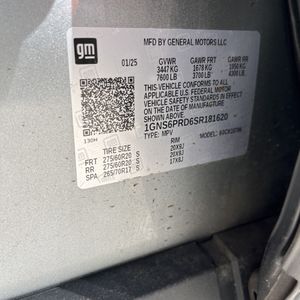 gm
MFD BY GENERAL MOTORS LLC
01/25 GVWR GAWR FRT GAWR RR
3447 KG 1678 KG 1950 KG
7600 LB 3700 LB 4300 LB
THIS VEHICLE CONFORMS TO ALL
APPLICABLE U.S. FEDERAL MOTOR
VEHICLE SAFETY STANDARDS IN EFFECT
ON THE DATE OF MANUFACTURE
SHOWN ABOVE.
1GNS6PRD6SR181620
TYPE: MPV MODEL:
TIRE SIZE RIM
FRT 275/60R20 S 20X9J
RR 275/60R20 S 20X9J
SPA 265/70R17 S 17X8J